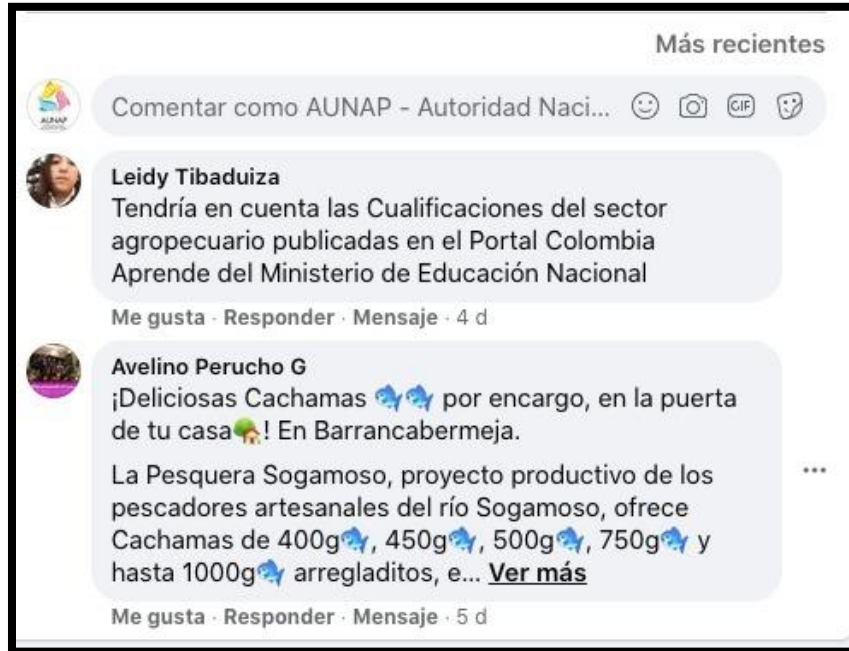 Más recientes
AUNAP
Comentar como AUNAP - Autoridad Naci...
GIF
Leidy Tibaduiza
Tendría en cuenta las Cualificaciones del sector
agropecuario publicadas en el Portal Colombia
Aprende del Ministerio de Educación Nacional
Me gusta · Responder · Mensaje · 4 d
Avelino Perucho G
¡Deliciosas Cachamas 🐟🐟 por encargo, en la puerta
de tu casa🏡! En Barrancabermeja.
La Pesquera Sogamoso, proyecto productivo de los
pescadores artesanales del río Sogamoso, ofrece
Cachamas de 400g🐟, 450g🐟, 500g🐟, 750g🐟 y
hasta 1000g🐟 arregladitos, e... Ver más
Me gusta · Responder · Mensaje · 5 d